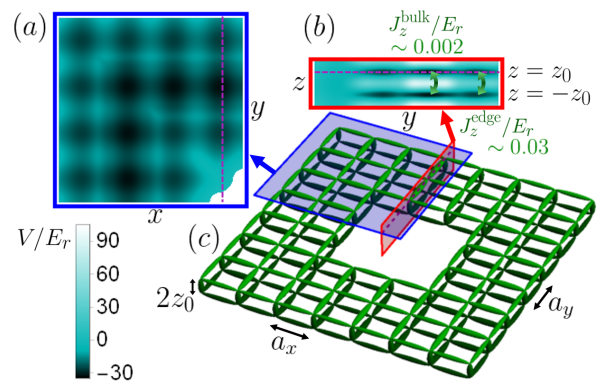 (a)
(b)
J_z^bulk/E_r
~ 0.002
z
z = z_0
z = −z_0
y
y
J_z^edge/E_r
~ 0.03
x
V/E_r
(c)
90
60
30
0
−30
2z_0
a_x
a_y